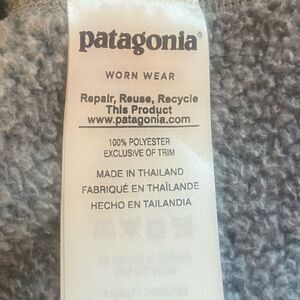 patagonia®
WORN WEAR
Repair, Reuse, Recycle
This Product
www.patagonia.com
100% POLYESTER
EXCLUSIVE OF TRIM
MADE IN THAILAND
FABRIQUÉ EN THAÏLANDE
HECHO EN TAILANDIA